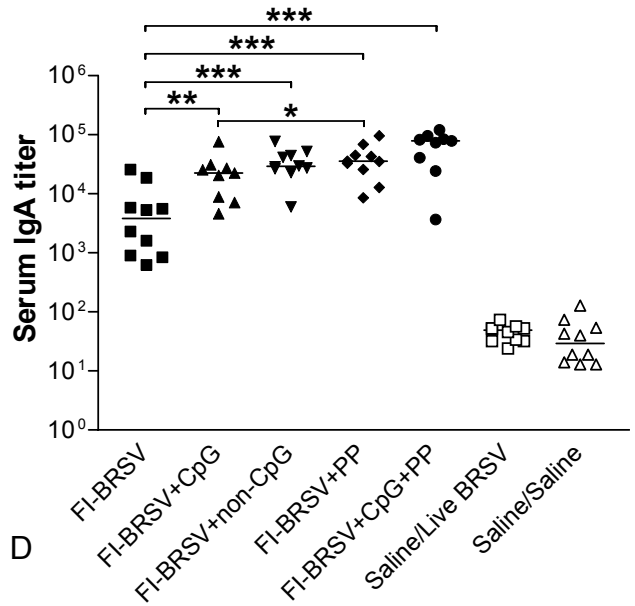 ***
***
***
**
*
Serum IgA titer
10⁶
10⁵
10⁴
10³
10²
10¹
10⁰
FI-BRSV
FI-BRSV+CpG
FI-BRSV+non-CpG
FI-BRSV+PP
FI-BRSV+CpG+PP
Saline/Live BRSV
Saline/Saline
D